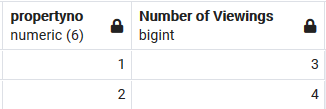 propertyno Number of Viewings
numeric (6) bigint
1 3
2 4